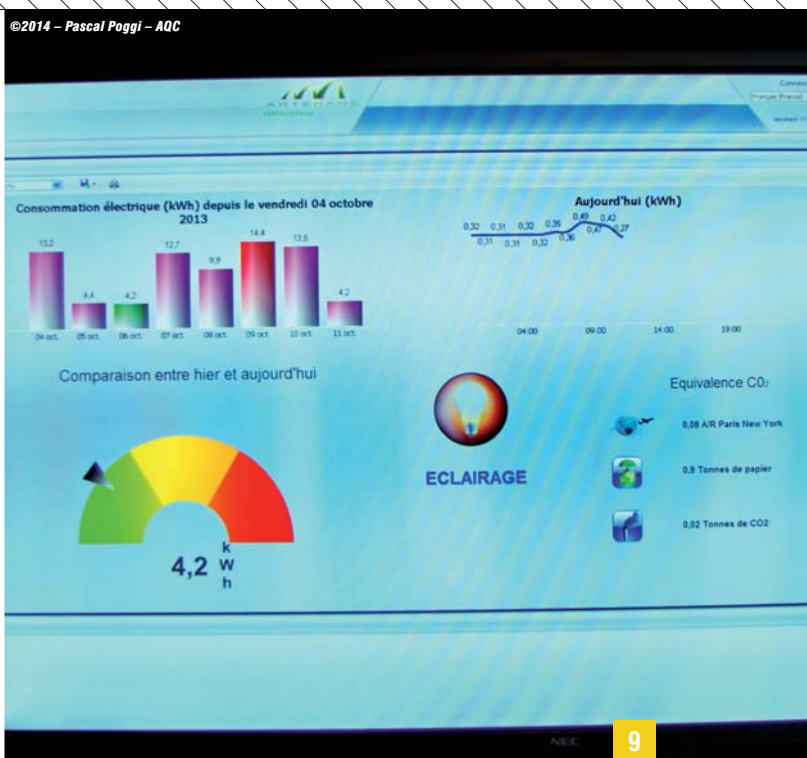 ©2014 – Pascal Poggi – AQC
ARTEPARC
Français (France)
vendredi 11
Consommation électrique (kWh) depuis le vendredi 04 octobre
2013
13,2
4,4
4,2
12,7
9,9
14,4
13,5
4,2
04 oct.
05 oct.
06 oct.
07 oct.
08 oct.
09 oct.
10 oct.
11 oct.
Aujourd'hui (kWh)
0,32 0,31 0,32 0,35 0,49 0,42
0,31 0,31 0,32 0,36 0,47 0,27
04:00 09:00 14:00 19:00
Comparaison entre hier et aujourd'hui
4,2
k
W
h
ECLAIRAGE
Equivalence C0₂
0,08 A/R Paris New York
0,9 Tonnes de papier
0,02 Tonnes de CO2
NEC
9